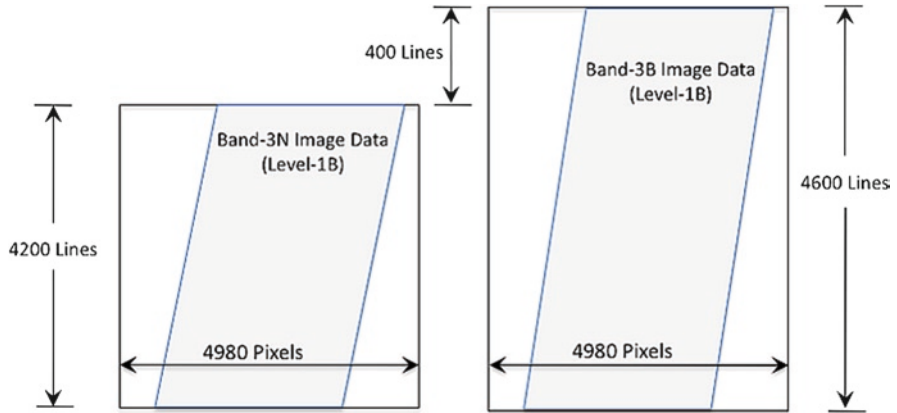 400 Lines
Band-3B Image Data
(Level-1B)
Band-3N Image Data
(Level-1B)
4600 Lines
4200 Lines
4980 Pixels
4980 Pixels